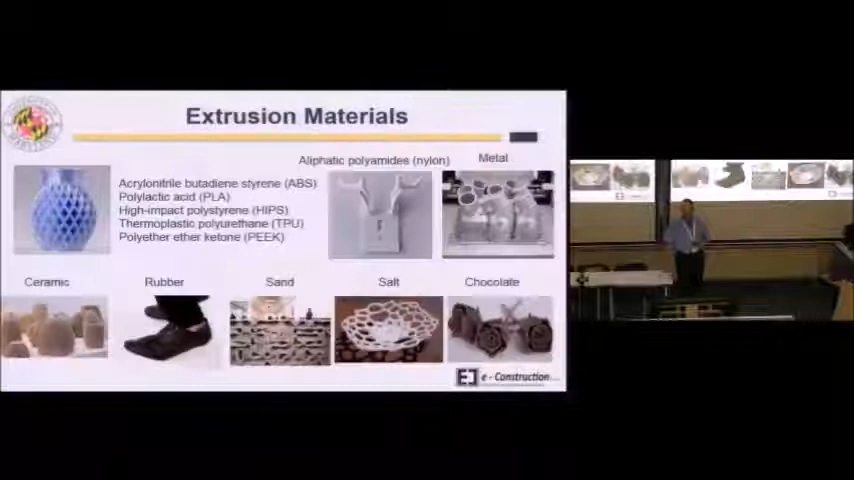 Extrusion Materials
Aliphatic polyamides (nylon)
Metal
Acrylonitrile butadiene styrene (ABS)
Polylactic acid (PLA)
High-impact polystyrene (HIPS)
Thermoplastic polyurethane (TPU)
Polyether ether ketone (PEEK)
Ceramic
Rubber
Sand
Salt
Chocolate
e - Construction